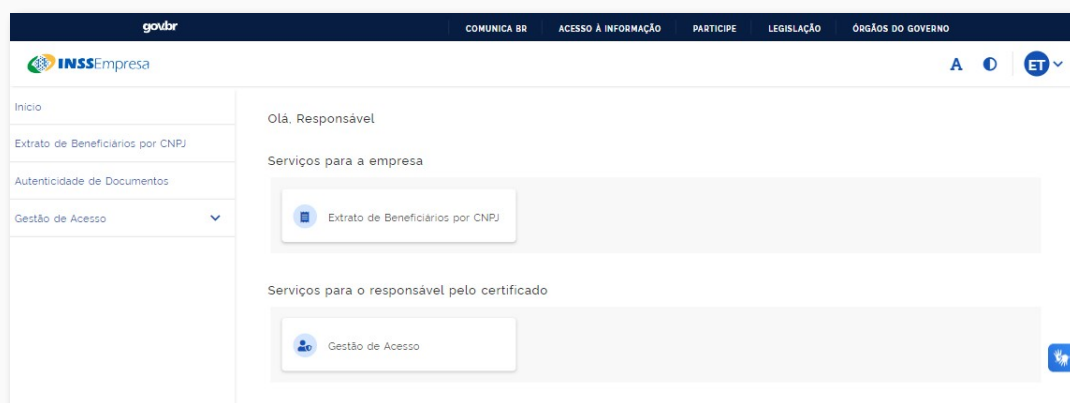 gov.br
COMUNICA BR ACESSO À INFORMAÇÃO PARTICIPE LEGISLAÇÃO ÓRGÃOS DO GOVERNO
INSSEmpresa
A
ET
Início
Extrato de Beneficiários por CNPJ
Autenticidade de Documentos
Gestão de Acesso
Olá, Responsável
Serviços para a empresa
Extrato de Beneficiários por CNPJ
Serviços para o responsável pelo certificado
Gestão de Acesso